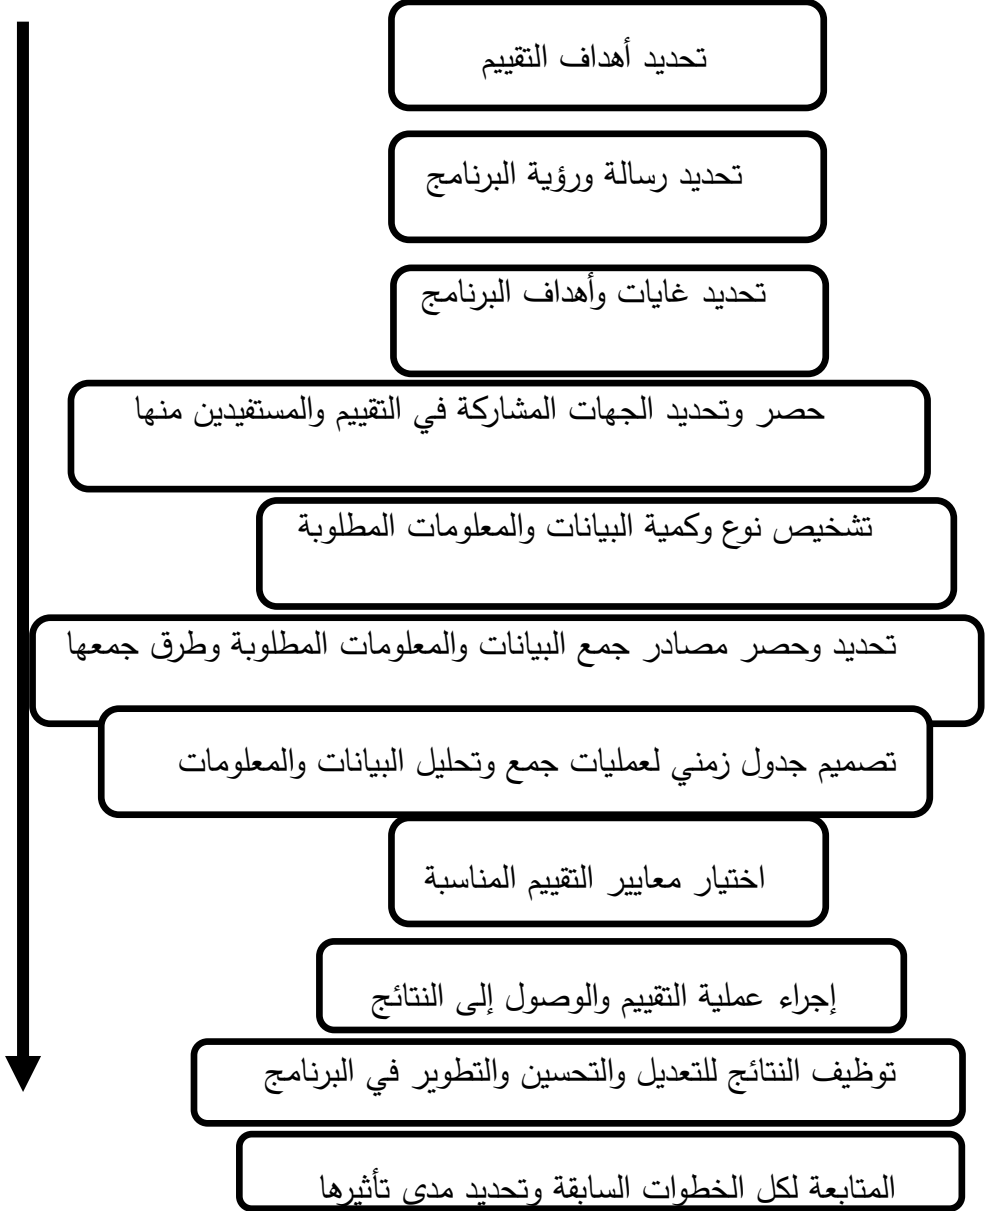 تحديد أهداف التقييم
تحديد رسالة ورؤية البرنامج
تحديد غايات وأهداف البرنامج
حصر وتحديد الجهات المشاركة في التقييم والمستفيدين منها
تشخيص نوع وكمية البيانات والمعلومات المطلوبة
تحديد وحصر مصادر جمع البيانات والمعلومات المطلوبة وطرق جمعها
تصميم جدول زمني لعمليات جمع وتحليل البيانات والمعلومات
اختيار معايير التقييم المناسبة
إجراء عملية التقييم والوصول إلى النتائج
توظيف النتائج للتعديل والتحسين والتطوير في البرنامج
المتابعة لكل الخطوات السابقة وتحديد مدى تأثيرها